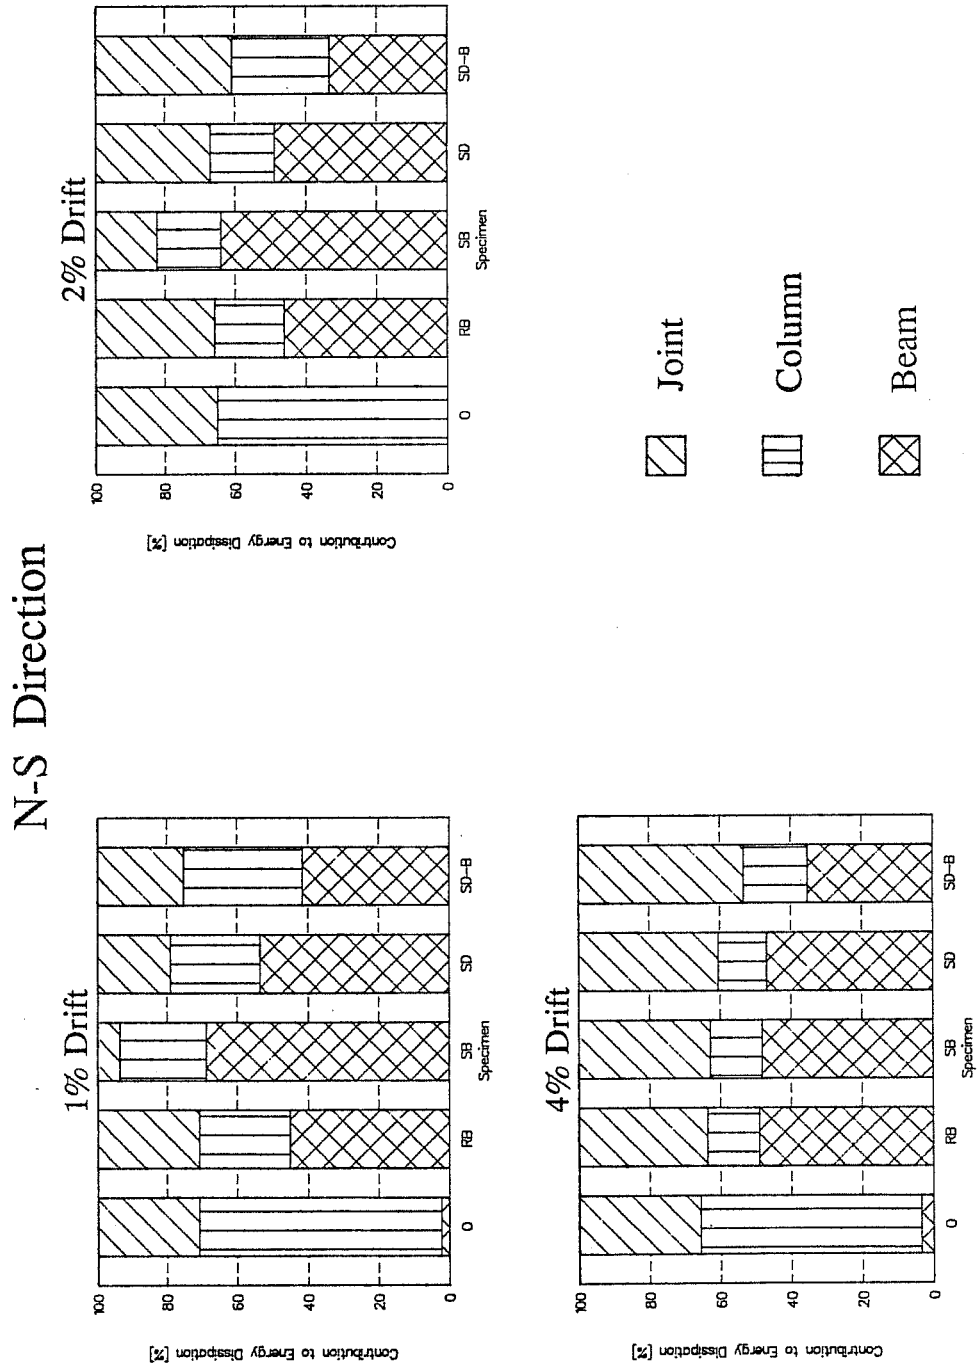 N-S Direction
1% Drift
Contribution to Energy Dissipation [%]
100
80
60
40
20
0
O
RB
SB
SD
SD-B
Specimen
2% Drift
Contribution to Energy Dissipation [%]
100
80
60
40
20
0
O
RB
SB
SD
SD-B
Specimen
4% Drift
Contribution to Energy Dissipation [%]
100
80
60
40
20
0
O
RB
SB
SD
SD-B
Specimen
Joint
Column
Beam